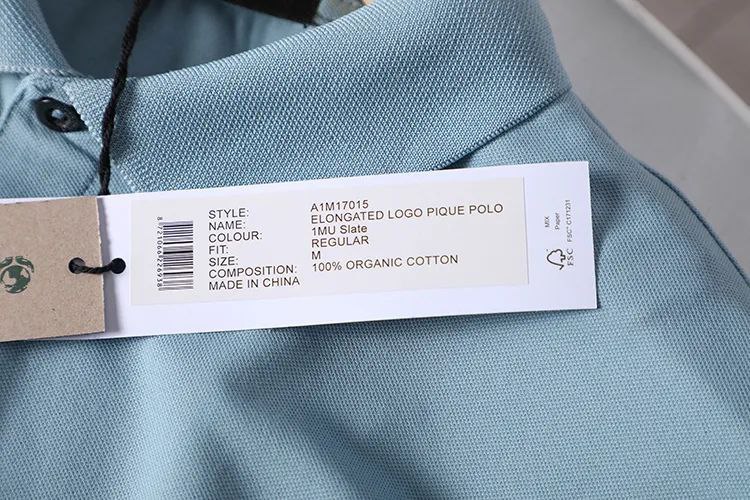 STYLE: A1M17015
NAME: ELONGATED LOGO PIQUE POLO
COLOUR: 1MU Slate
FIT: REGULAR
SIZE: M
COMPOSITION: 100% ORGANIC COTTON
MADE IN CHINA
MIX
Paper
FSC® C171231
FSC